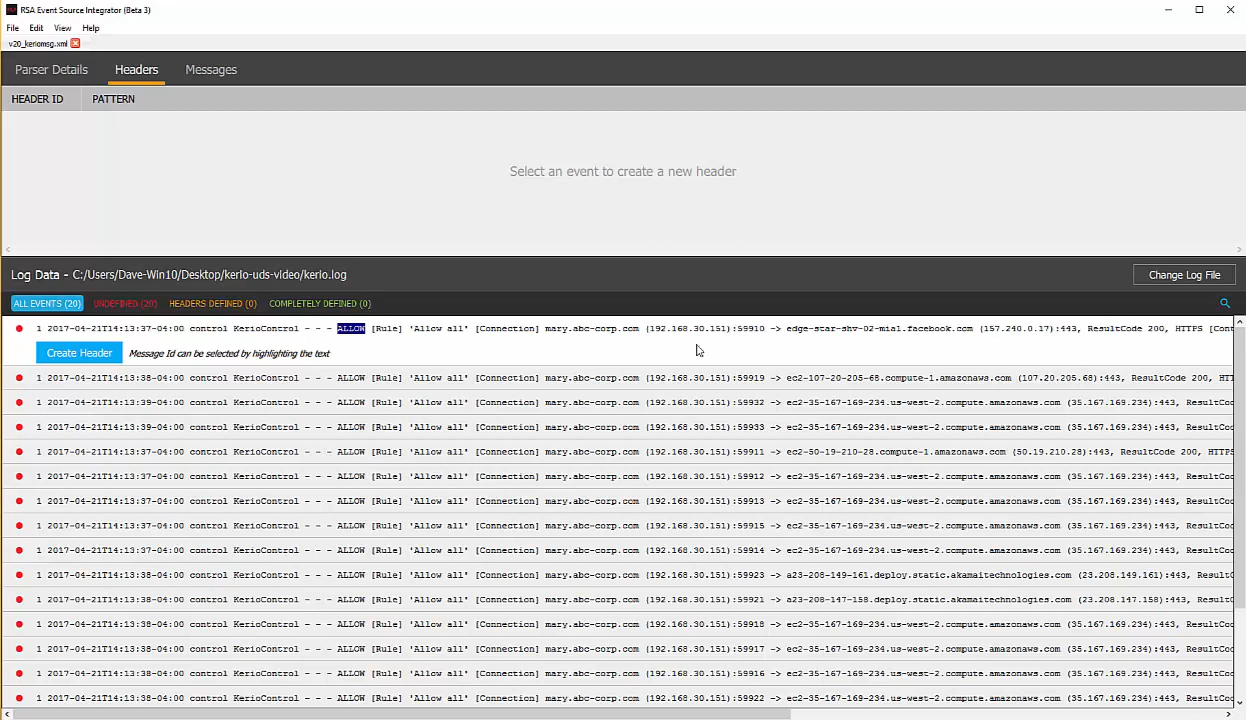 RSA Event Source Integrator (Beta 3)
File Edit View Help
v20_keriomsg.xml
Parser Details Headers Messages
HEADER ID PATTERN
Select an event to create a new header
Log Data - C:/Users/Dave-Win10/Desktop/kerio-uds-video/kerio.log
Change Log File
ALL EVENTS (20) UNDEFINED (20) HEADERS DEFINED (0) COMPLETELY DEFINED (0)
1 2017-04-21T14:13:37-04:00 control KerioControl - - - ALLOW [Rule] 'Allow all' [Connection] mary.abc-corp.com (192.168.30.151):59910 -> edge-star-shv-02-mia1.facebook.com (157.240.0.17):443, ResultCode 200, HTTPS [Cont
Create Header Message Id can be selected by highlighting the text
1 2017-04-21T14:13:38-04:00 control KerioControl - - - ALLOW [Rule] 'Allow all' [Connection] mary.abc-corp.com (192.168.30.151):59919 -> ec2-107-20-205-68.compute-1.amazonaws.com (107.20.205.68):443, ResultCode 200, HTT
1 2017-04-21T14:13:39-04:00 control KerioControl - - - ALLOW [Rule] 'Allow all' [Connection] mary.abc-corp.com (192.168.30.151):59932 -> ec2-35-167-169-234.us-west-2.compute.amazonaws.com (35.167.169.234):443, ResultCo
1 2017-04-21T14:13:39-04:00 control KerioControl - - - ALLOW [Rule] 'Allow all' [Connection] mary.abc-corp.com (192.168.30.151):59933 -> ec2-35-167-169-234.us-west-2.compute.amazonaws.com (35.167.169.234):443, ResultCo
1 2017-04-21T14:13:39-04:00 control KerioControl - - - ALLOW [Rule] 'Allow all' [Connection] mary.abc-corp.com (192.168.30.151):59911 -> ec2-50-19-210-28.compute-1.amazonaws.com (50.19.210.28):443, ResultCode 200, HTTPS
1 2017-04-21T14:13:37-04:00 control KerioControl - - - ALLOW [Rule] 'Allow all' [Connection] mary.abc-corp.com (192.168.30.151):59912 -> ec2-35-167-169-234.us-west-2.compute.amazonaws.com (35.167.169.234):443, ResultCo
1 2017-04-21T14:13:37-04:00 control KerioControl - - - ALLOW [Rule] 'Allow all' [Connection] mary.abc-corp.com (192.168.30.151):59913 -> ec2-35-167-169-234.us-west-2.compute.amazonaws.com (35.167.169.234):443, ResultCo
1 2017-04-21T14:13:37-04:00 control KerioControl - - - ALLOW [Rule] 'Allow all' [Connection] mary.abc-corp.com (192.168.30.151):59915 -> ec2-35-167-169-234.us-west-2.compute.amazonaws.com (35.167.169.234):443, ResultCo
1 2017-04-21T14:13:37-04:00 control KerioControl - - - ALLOW [Rule] 'Allow all' [Connection] mary.abc-corp.com (192.168.30.151):59914 -> ec2-35-167-169-234.us-west-2.compute.amazonaws.com (35.167.169.234):443, ResultCo
1 2017-04-21T14:13:38-04:00 control KerioControl - - - ALLOW [Rule] 'Allow all' [Connection] mary.abc-corp.com (192.168.30.151):59923 -> a23-208-149-161.deploy.static.akamaitechnologies.com (23.208.149.161):443, Result
1 2017-04-21T14:13:38-04:00 control KerioControl - - - ALLOW [Rule] 'Allow all' [Connection] mary.abc-corp.com (192.168.30.151):59921 -> a23-208-147-158.deploy.static.akamaitechnologies.com (23.208.147.158):443, Result
1 2017-04-21T14:13:38-04:00 control KerioControl - - - ALLOW [Rule] 'Allow all' [Connection] mary.abc-corp.com (192.168.30.151):59918 -> ec2-35-167-169-234.us-west-2.compute.amazonaws.com (35.167.169.234):443, ResultCo
1 2017-04-21T14:13:38-04:00 control KerioControl - - - ALLOW [Rule] 'Allow all' [Connection] mary.abc-corp.com (192.168.30.151):59917 -> ec2-35-167-169-234.us-west-2.compute.amazonaws.com (35.167.169.234):443, ResultCo
1 2017-04-21T14:13:38-04:00 control KerioControl - - - ALLOW [Rule] 'Allow all' [Connection] mary.abc-corp.com (192.168.30.151):59916 -> ec2-35-167-169-234.us-west-2.compute.amazonaws.com (35.167.169.234):443, ResultCo
1 2017-04-21T14:13:38-04:00 control KerioControl - - - ALLOW [Rule] 'Allow all' [Connection] mary.abc-corp.com (192.168.30.151):59922 -> ec2-35-167-169-234.us-west-2.compute.amazonaws.com (35.167.169.234):443, ResultCo